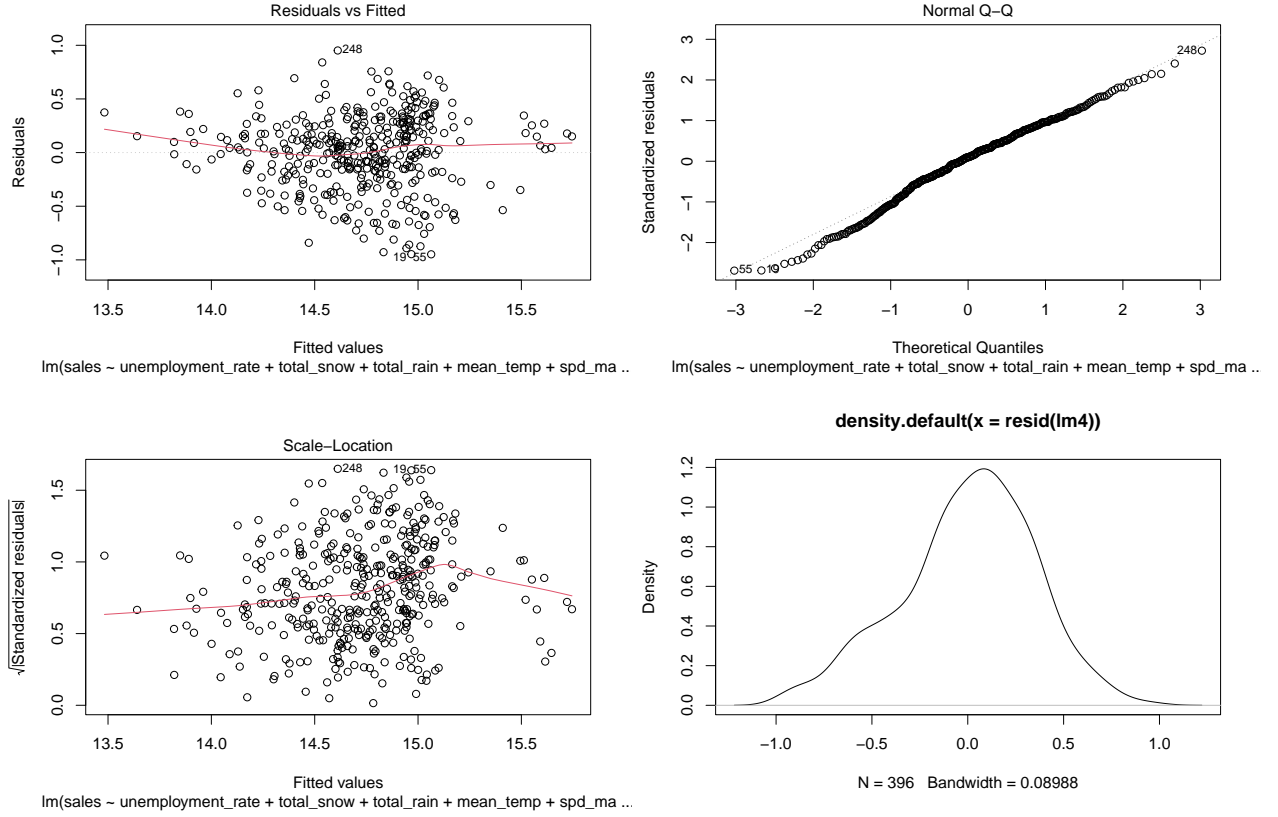 Residuals vs Fitted
1.0
0.5
0.0
−0.5
−1.0
Residuals
248
19
55
13.5 14.0 14.5 15.0 15.5
Fitted values
lm(sales ~ unemployment_rate + total_snow + total_rain + mean_temp + spd_ma ..
Normal Q−Q
3
2
1
0
−1
−2
Standardized residuals
248
55
19
−3 −2 −1 0 1 2 3
Theoretical Quantiles
lm(sales ~ unemployment_rate + total_snow + total_rain + mean_temp + spd_ma ..
Scale−Location
1.5
1.0
0.5
0.0
√|Standardized residuals|
248
19
55
13.5 14.0 14.5 15.0 15.5
Fitted values
lm(sales ~ unemployment_rate + total_snow + total_rain + mean_temp + spd_ma ..
density.default(x = resid(lm4))
1.2
1.0
0.8
0.6
0.4
0.2
0.0
Density
−1.0 −0.5 0.0 0.5 1.0
N = 396 Bandwidth = 0.08988